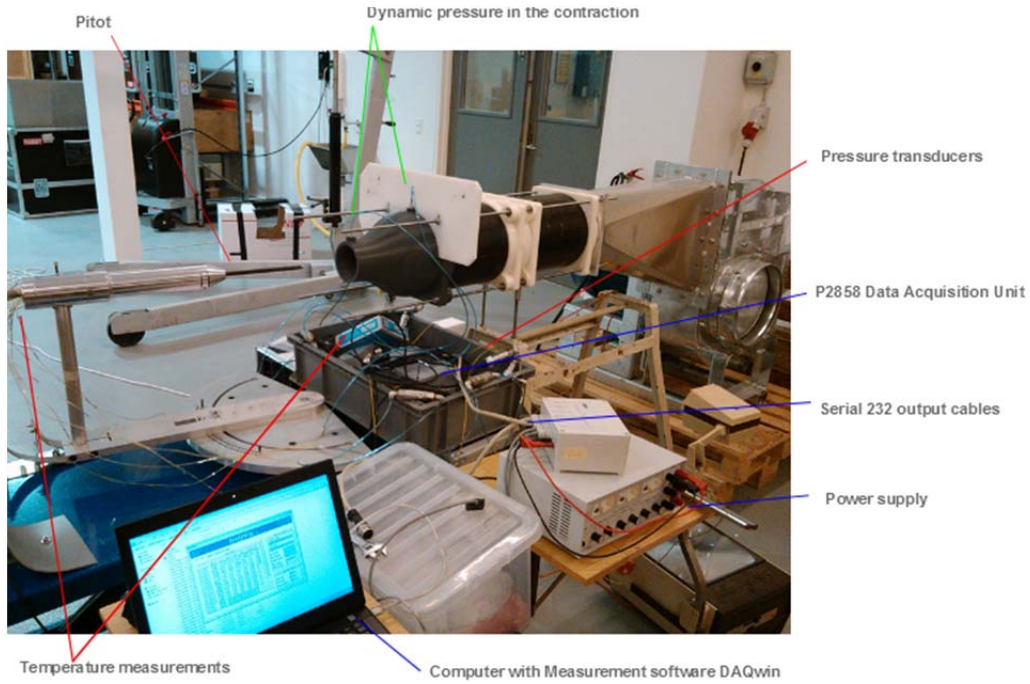 Dynamic pressure in the contraction
Pitot
Pressure transducers
P2858 Data Acquisition Unit
Serial 232 output cables
Power supply
Temperature measurements
Computer with Measurement software DAQwin